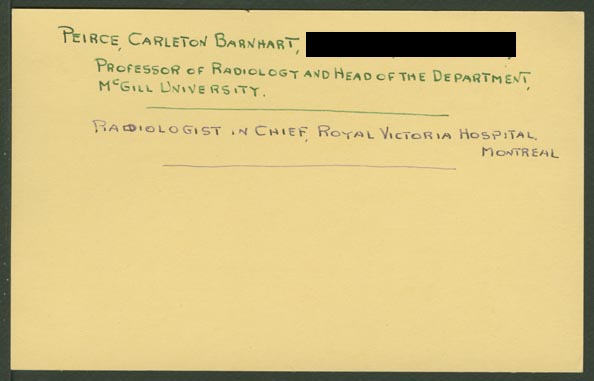 PEIRCE, CARLETON BARNHART,
PROFESSOR OF RADIOLOGY AND HEAD OF THE DEPARTMENT,
McGILL UNIVERSITY.
RADIOLOGIST IN CHIEF, ROYAL VICTORIA HOSPITAL,
MONTREAL